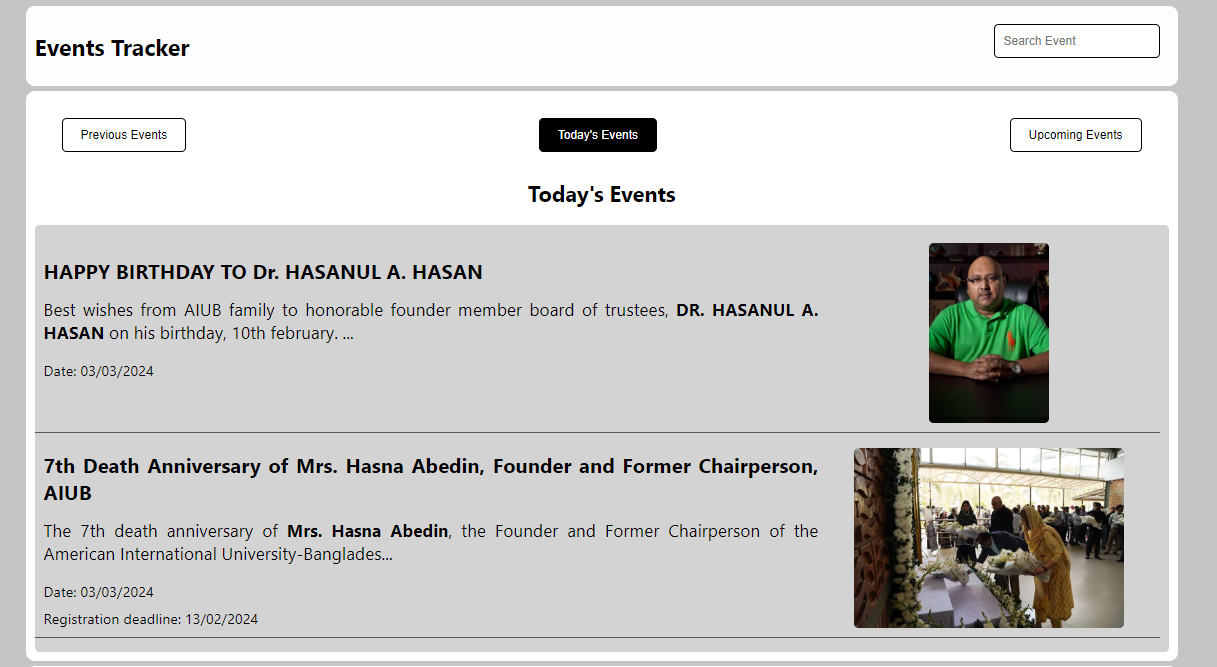 Events Tracker
Search Event
Previous Events
Today's Events
Upcoming Events
Today's Events
HAPPY BIRTHDAY TO Dr. HASANUL A. HASAN
Best wishes from AIUB family to honorable founder member board of trustees, DR. HASANUL A.
HASAN on his birthday, 10th february. ...
Date: 03/03/2024
7th Death Anniversary of Mrs. Hasna Abedin, Founder and Former Chairperson,
AIUB
The 7th death anniversary of Mrs. Hasna Abedin, the Founder and Former Chairperson of the
American International University-Banglades...
Date: 03/03/2024
Registration deadline: 13/02/2024